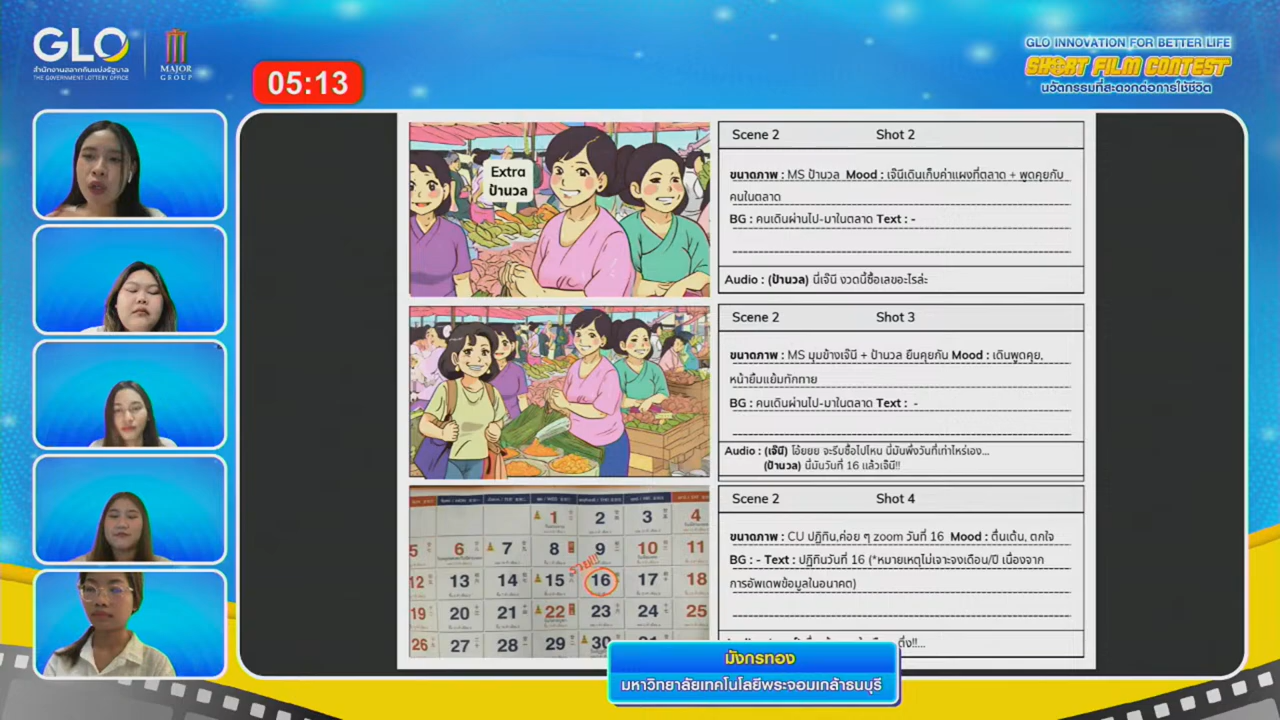 GLO
สำนักงานสลากกินแบ่งรัฐบาล
THE GOVERNMENT LOTTERY OFFICE
MAJOR
GROUP
05:13
GLO INNOVATION FOR BETTER LIFE
SHORT FILM CONTEST
นวัตกรรมที่สะดวกต่อการใช้ชีวิต
Extra
ป้านวล
Scene 2 Shot 2
ขนาดภาพ : MS ป้านวล Mood : เจ๊นีเดินเก็บค่าแผงที่ตลาด + พูดคุยกับ
คนในตลาด
BG : คนเดินผ่านไป-มาในตลาด Text : -
Audio : (ป้านวล) นี่เจ๊นี งวดนี้ซื้อเลขอะไรล่ะ
Scene 2 Shot 3
ขนาดภาพ : MS มุมข้างเจ๊นี + ป้านวล ยืนคุยกัน Mood : เดินพูดคุย,
หน้ายิ้มแย้มทักทาย
BG : คนเดินผ่านไป-มาในตลาด Text : -
Audio : (เจ๊นี) โอ้ยยย จะรีบซื้อไปไหน นี่มันพึ่งวันที่เท่าไหร่เอง...
(ป้านวล) นี่มันวันที่ 16 แล้วเจ๊นี!!
1 2 3 4
5 6 7 8 9 10 11
12 13 14 15 16 17 18
19 20 21 22 23 24 25
26 27 28 29 30
Scene 2 Shot 4
ขนาดภาพ : CU ปฏิทิน,ค่อย ๆ zoom วันที่ 16 Mood : ตื่นเต้น, ตกใจ
BG : - Text : ปฏิทินวันที่ 16 (*หมายเหตุไม่เจาะจงเดือน/ปี เนื่องจาก
การอัพเดพข้อมูลในอนาคต)
มังกรทอง
มหาวิทยาลัยเทคโนโลยีพระจอมเกล้าธนบุรี